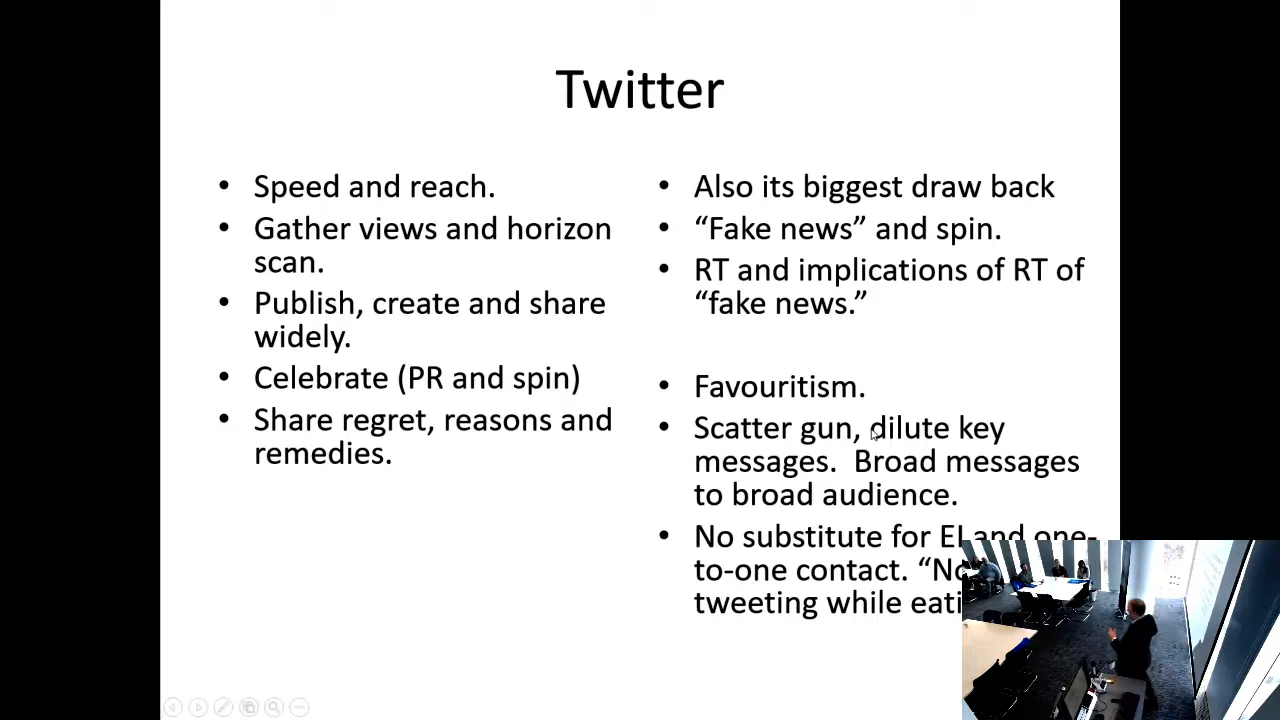 Twitter
• Speed and reach.
• Gather views and horizon
scan.
• Publish, create and share
widely.
• Celebrate (PR and spin)
• Share regret, reasons and
remedies.
• Also its biggest draw back
• “Fake news” and spin.
• RT and implications of RT of
“fake news.”
• Favouritism.
• Scatter gun, dilute key
messages. Broad messages
to broad audience.
• No substitute for EI and one-
to-one contact.
tweeting while